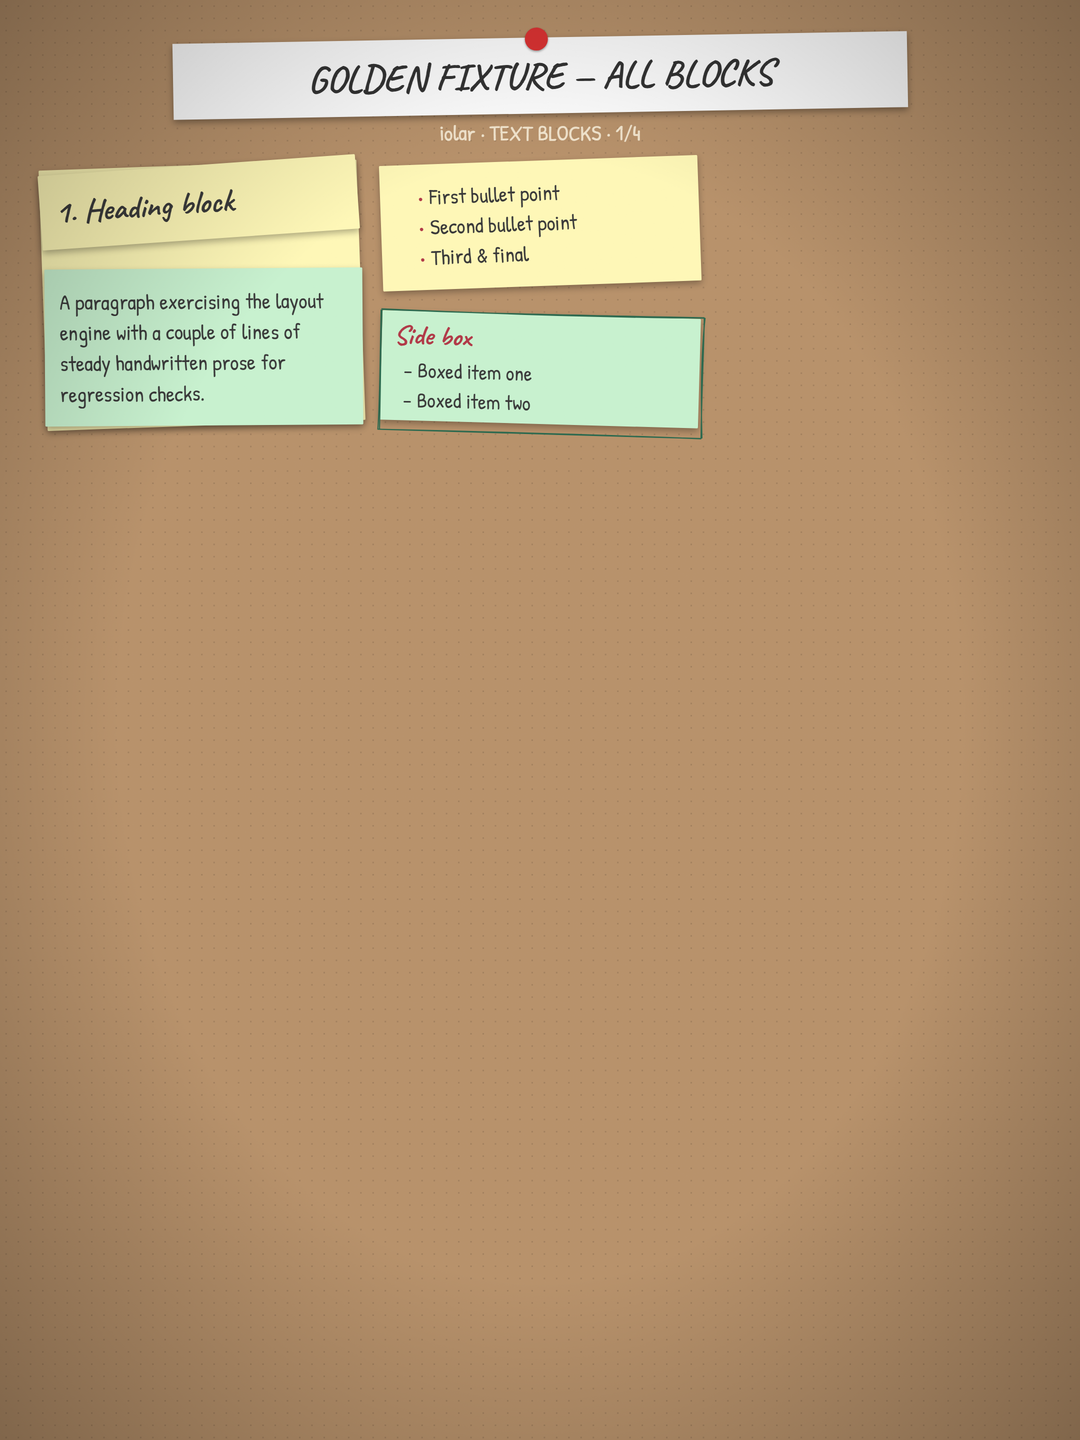 GOLDEN FIXTURE – ALL BLOCKS
iolar · TEXT BLOCKS · 1/4
1. Heading block
A paragraph exercising the layout
engine with a couple of lines of
steady handwritten prose for
regression checks.
• First bullet point
• Second bullet point
• Third & final
Side box
– Boxed item one
– Boxed item two